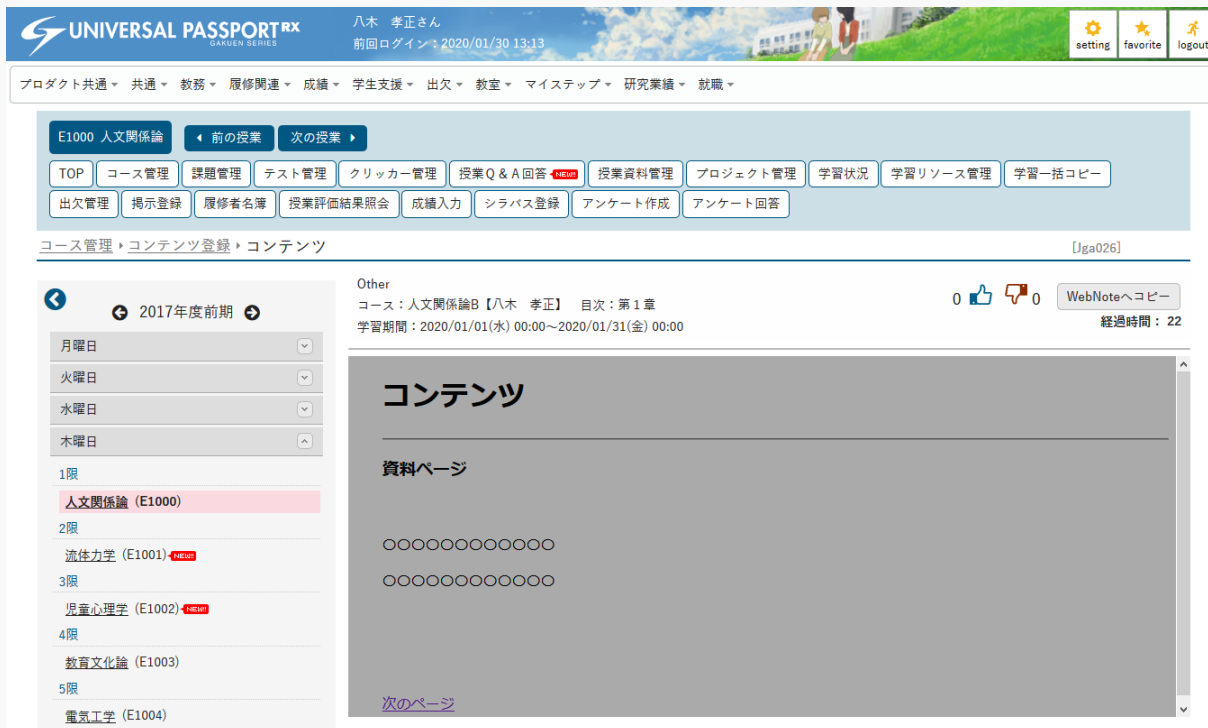 UNIVERSAL PASSPORT RX
GAKUEN SERIES
八木　孝正さん
前回ログイン：2020/01/30 13:13
setting favorite logout
プロダクト共通 共通 教務 履修関連 成績 学生支援 出欠 教室 マイステップ 研究業績 就職
E1000 人文関係論 前の授業 次の授業
TOP コース管理 課題管理 テスト管理 クリッカー管理 授業Q & A回答 NEW!! 授業資料管理 プロジェクト管理 学習状況 学習リソース管理 学習一括コピー
出欠管理 掲示登録 履修者名簿 授業評価結果照会 成績入力 シラバス登録 アンケート作成 アンケート回答
コース管理 コンテンツ登録 コンテンツ [Jga026]
2017年度前期
月曜日
火曜日
水曜日
木曜日
1限
人文関係論 (E1000)
2限
流体力学 (E1001) NEW!!
3限
児童心理学 (E1002) NEW!!
4限
教育文化論 (E1003)
5限
電気工学 (E1004)
Other
コース：人文関係論B【八木　孝正】　目次：第１章
学習期間：2020/01/01(水) 00:00～2020/01/31(金) 00:00
0 0 WebNoteへコピー
経過時間： 22
コンテンツ
資料ページ
○○○○○○○○○○○○
○○○○○○○○○○○○
次のページ